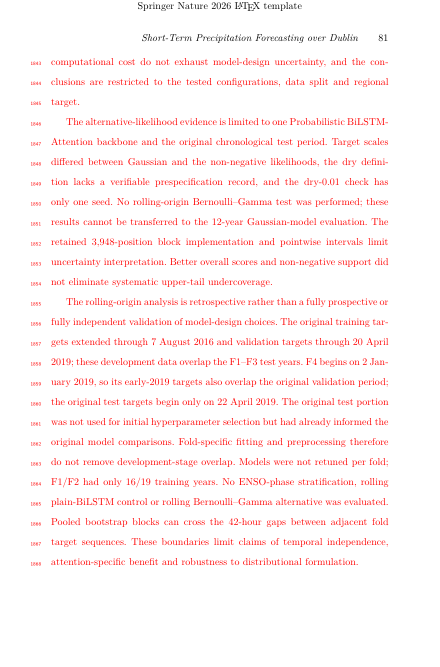 Springer Nature 2026 LATEX template
Short-Term Precipitation Forecasting over Dublin 81
1843 computational cost do not exhaust model-design uncertainty, and the con-
1844 clusions are restricted to the tested configurations, data split and regional
1845 target.
1846 The alternative-likelihood evidence is limited to one Probabilistic BiLSTM-
1847 Attention backbone and the original chronological test period. Target scales
1848 differed between Gaussian and the non-negative likelihoods, the dry defini-
1849 tion lacks a verifiable prespecification record, and the dry-0.01 check has
1850 only one seed. No rolling-origin Bernoulli–Gamma test was performed; these
1851 results cannot be transferred to the 12-year Gaussian-model evaluation. The
1852 retained 3,948-position block implementation and pointwise intervals limit
1853 uncertainty interpretation. Better overall scores and non-negative support did
1854 not eliminate systematic upper-tail undercoverage.
1855 The rolling-origin analysis is retrospective rather than a fully prospective or
1856 fully independent validation of model-design choices. The original training tar-
1857 gets extended through 7 August 2016 and validation targets through 20 April
1858 2019; these development data overlap the F1–F3 test years. F4 begins on 2 Jan-
1859 uary 2019, so its early-2019 targets also overlap the original validation period;
1860 the original test targets begin only on 22 April 2019. The original test portion
1861 was not used for initial hyperparameter selection but had already informed the
1862 original model comparisons. Fold-specific fitting and preprocessing therefore
1863 do not remove development-stage overlap. Models were not retuned per fold;
1864 F1/F2 had only 16/19 training years. No ENSO-phase stratification, rolling
1865 plain-BiLSTM control or rolling Bernoulli–Gamma alternative was evaluated.
1866 Pooled bootstrap blocks can cross the 42-hour gaps between adjacent fold
1867 target sequences. These boundaries limit claims of temporal independence,
1868 attention-specific benefit and robustness to distributional formulation.